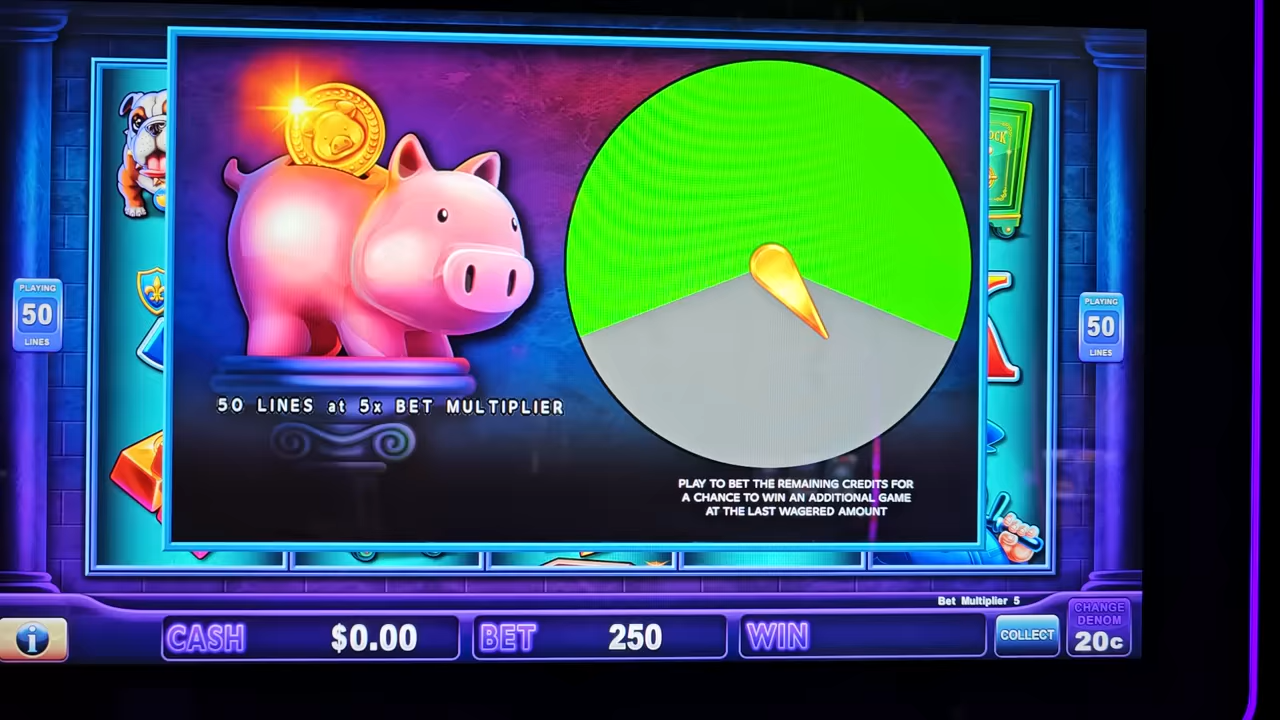 PLAYING
50
LINES
50 LINES at 5x BET MULTIPLIER
PLAY TO BET THE REMAINING CREDITS FOR
A CHANCE TO WIN AN ADDITIONAL GAME
AT THE LAST WAGERED AMOUNT
PLAYING
50
LINES
Bet Multiplier 5
CASH
$0.00
BET
250
WIN
COLLECT
CHANGE
DENOM
20c
i